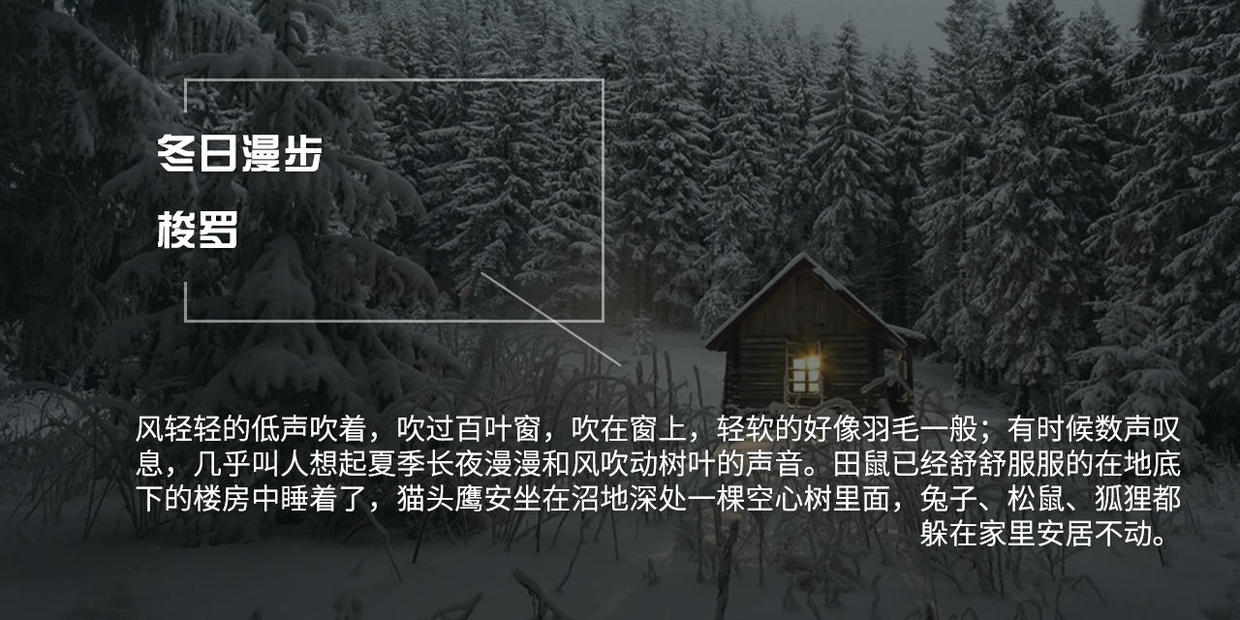 冬日漫步
梭罗
风轻轻的低声吹着，吹过百叶窗，吹在窗上，轻软的好像羽毛一般；有时候数声叹
息，几乎叫人想起夏季长夜漫漫和风吹动树叶的声音。田鼠已经舒舒服服的在地底
下的楼房中睡着了，猫头鹰安坐在沼地深处一棵空心树里面，兔子、松鼠、狐狸都
躲在家里安居不动。